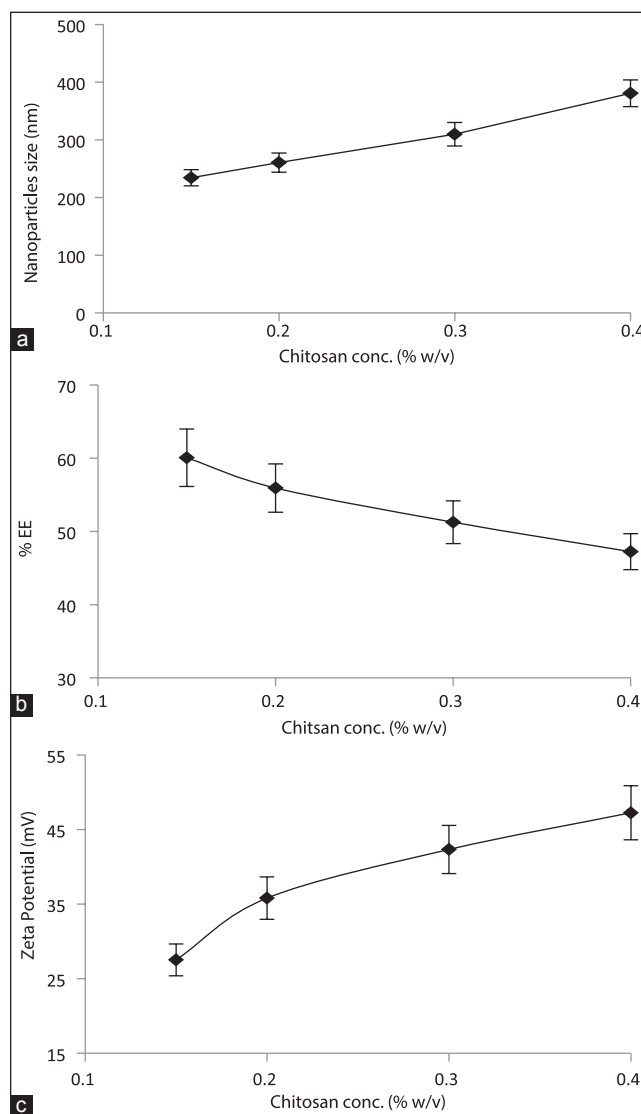 500
400
300
200
100
0
Nanoparticles size (nm)
0.1 0.2 0.3 0.4
Chitosan conc. (% w/v)
a
70
60
50
40
30
% EE
0.1 0.2 0.3 0.4
Chitsan conc. (% w/v)
b
55
45
35
25
15
Zeta Potential (mV)
0.1 0.2 0.3 0.4
Chitosan conc. (% w/v)
c